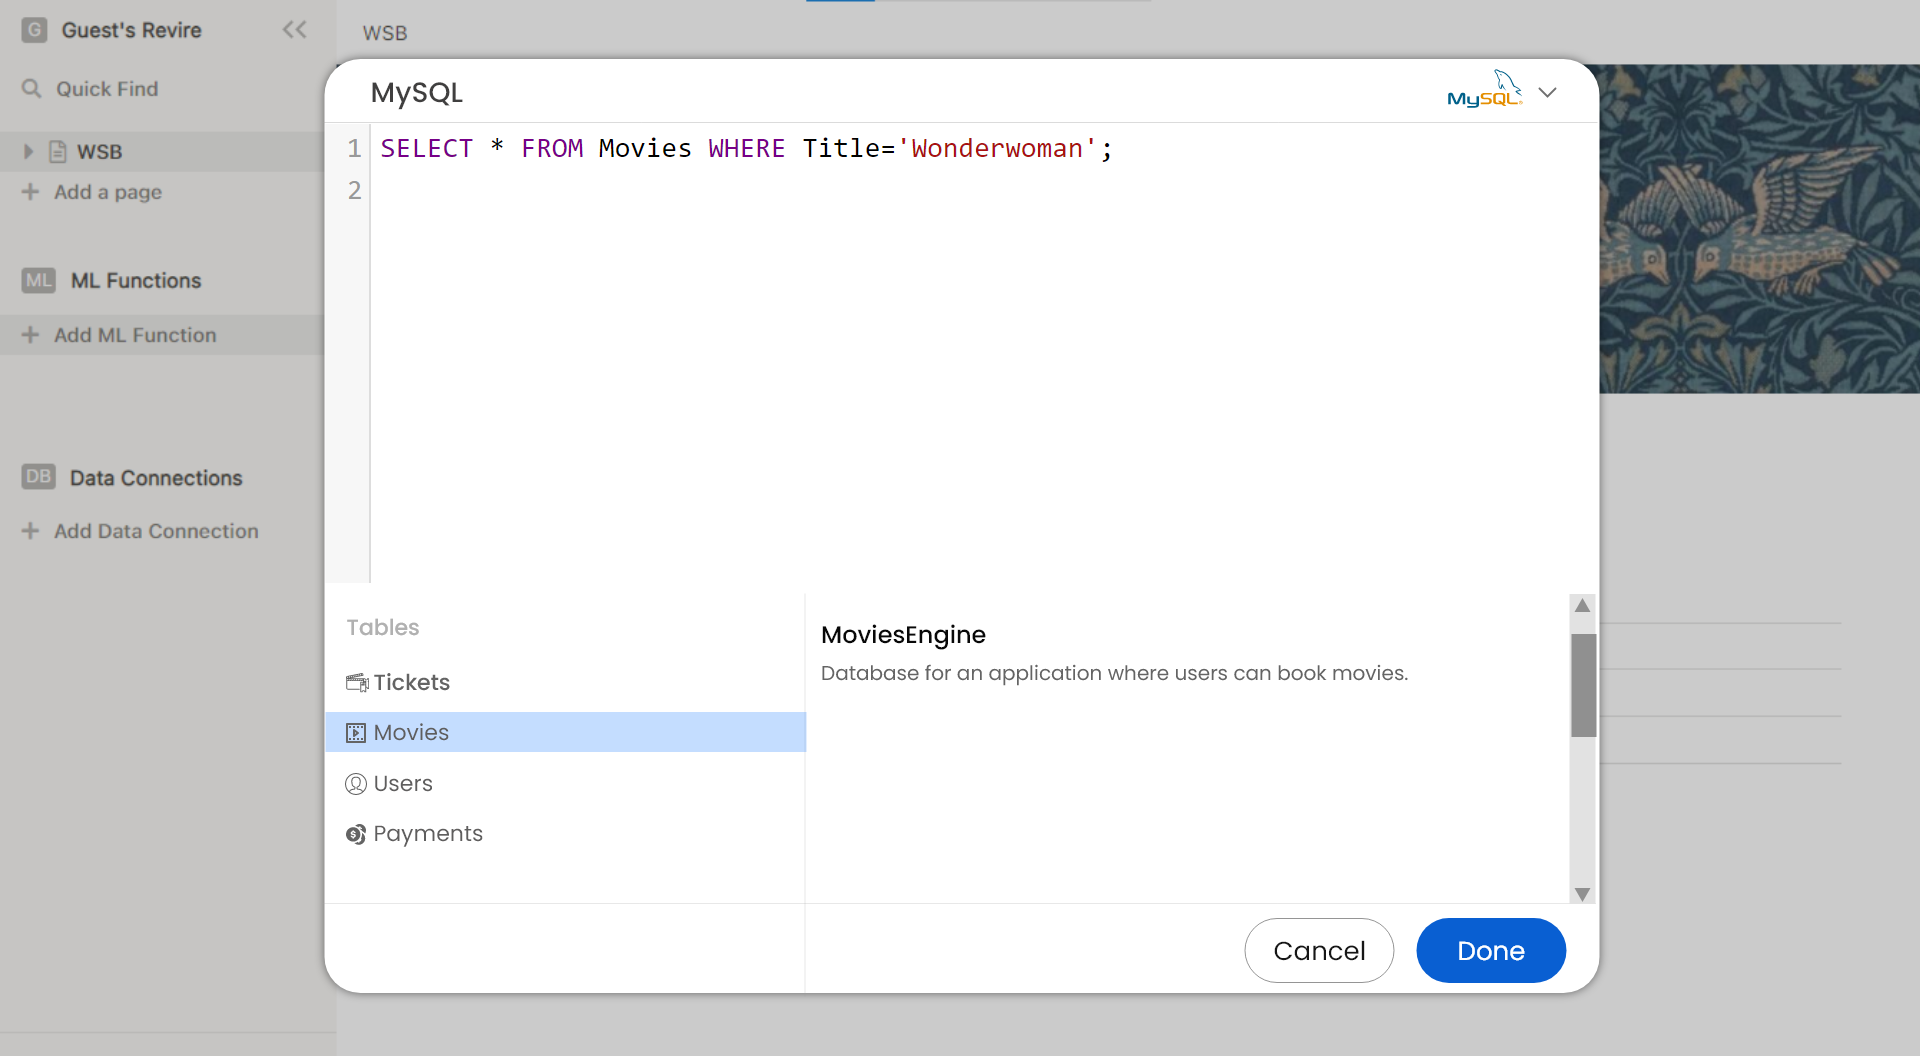 G Guest's Revire
WSB
Quick Find
MySQL
MySQL
WSB
Add a page
1 SELECT * FROM Movies WHERE Title='Wonderwoman';
2
ML ML Functions
Add ML Function
DB Data Connections
Add Data Connection
Tables
Tickets
Movies
Users
Payments
MoviesEngine
Database for an application where users can book movies.
Cancel
Done